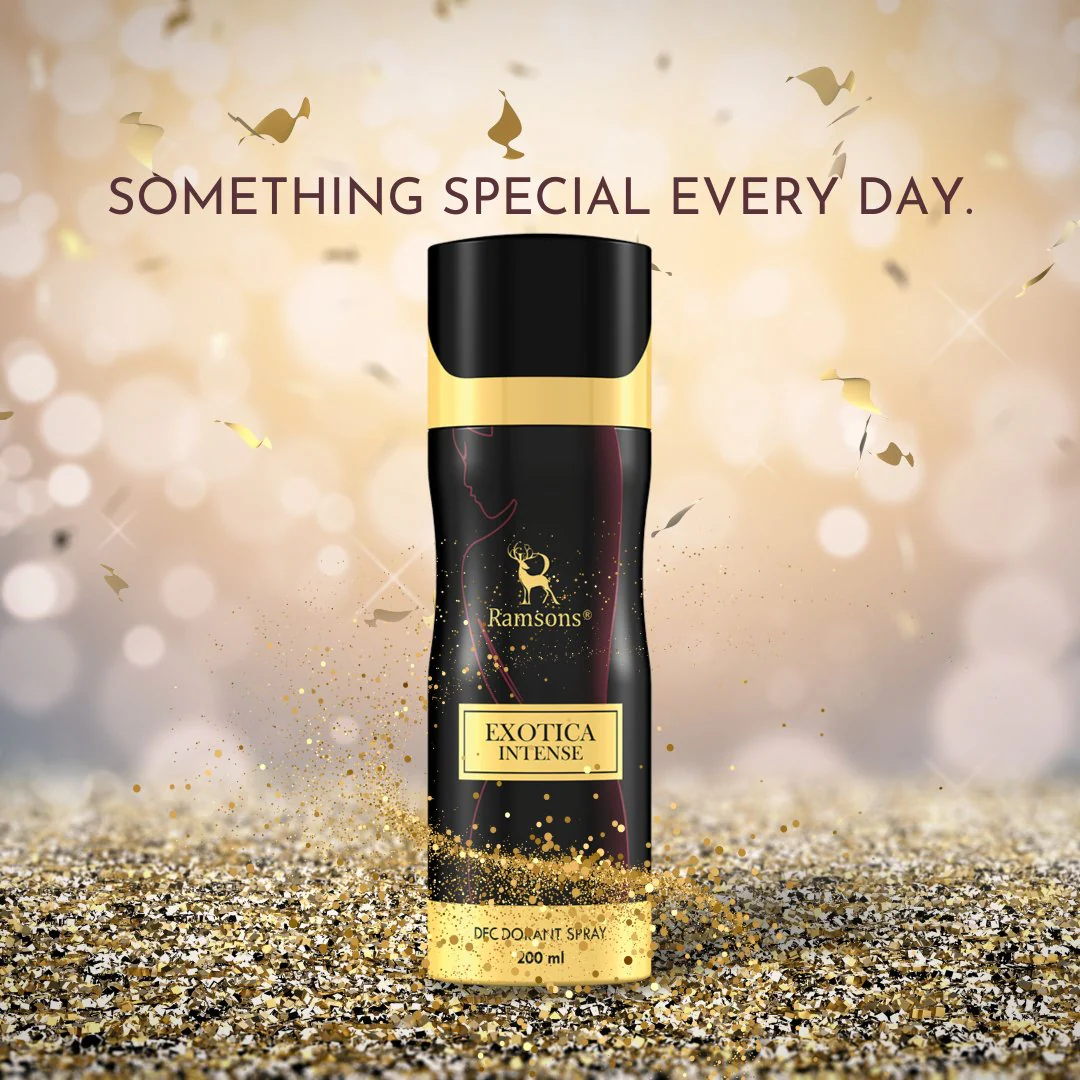 SOMETHING SPECIAL EVERY DAY.
Ramsons®
EXOTICA
INTENSE
DEODORANT SPRAY
200 ml